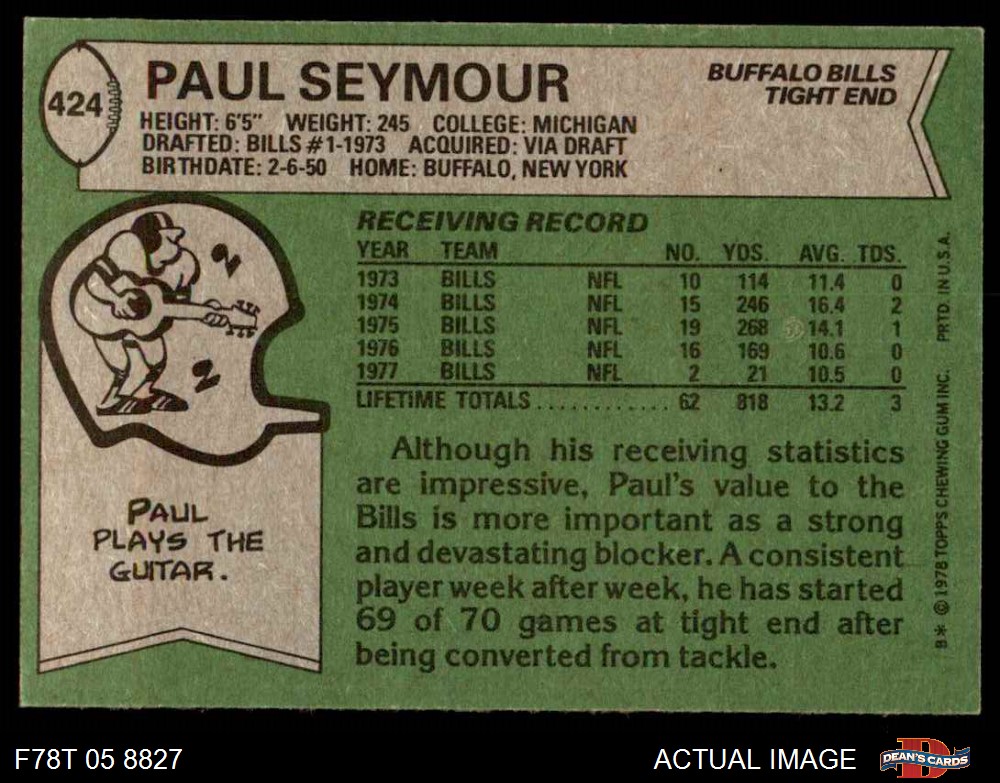 424
PAUL SEYMOUR
BUFFALO BILLS
TIGHT END
HEIGHT: 6'5" WEIGHT: 245 COLLEGE: MICHIGAN
DRAFTED: BILLS #1-1973 ACQUIRED: VIA DRAFT
BIRTHDATE: 2-6-50 HOME: BUFFALO, NEW YORK
RECEIVING RECORD
YEAR TEAM NO. YDS. AVG. TDS.
1973 BILLS NFL 10 114 11.4 0
1974 BILLS NFL 15 246 16.4 2
1975 BILLS NFL 19 268 14.1 1
1976 BILLS NFL 16 169 10.6 0
1977 BILLS NFL 2 21 10.5 0
LIFETIME TOTALS............ 62 818 13.2 3
Although his receiving statistics
are impressive, Paul's value to the
Bills is more important as a strong
and devastating blocker. A consistent
player week after week, he has started
69 of 70 games at tight end after
being converted from tackle.
PAUL
PLAYS THE
GUITAR.
B* © 1978 TOPPS CHEWING GUM INC. PRTD. IN U.S.A.
F78T 05 8827
ACTUAL IMAGE
DEAN'S CARDS